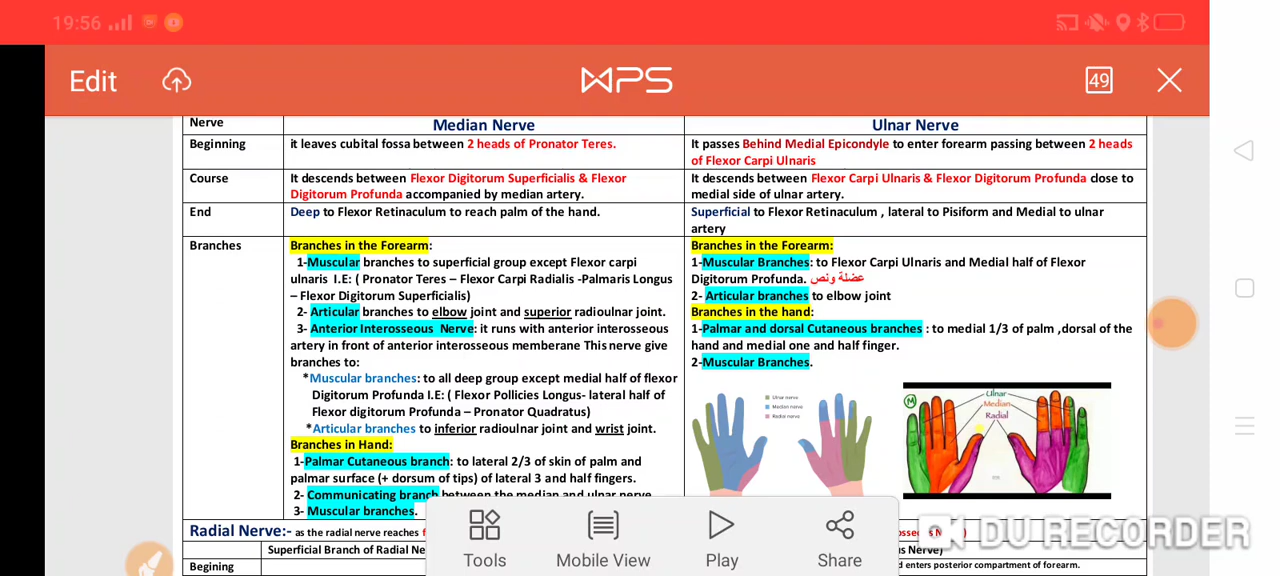 19:56
Edit
WPS
49
Nerve
Median Nerve
Ulnar Nerve
Beginning
it leaves cubital fossa between 2 heads of Pronator Teres.
It passes Behind Medial Epicondyle to enter forearm passing between 2 heads
of Flexor Carpi Ulnaris
Course
It descends between Flexor Digitorum Superficialis & Flexor
Digitorum Profunda accompanied by median artery.
It descends between Flexor Carpi Ulnaris & Flexor Digitorum Profunda close to
medial side of ulnar artery.
End
Deep to Flexor Retinaculum to reach palm of the hand.
Superficial to Flexor Retinaculum , lateral to Pisiform and Medial to ulnar
artery
Branches
Branches in the Forearm:
1-Muscular branches to superficial group except Flexor carpi
ulnaris I.E: ( Pronator Teres – Flexor Carpi Radialis -Palmaris Longus
– Flexor Digitorum Superficialis)
2- Articular branches to elbow joint and superior radioulnar joint.
3- Anterior Interosseous Nerve: it runs with anterior interosseous
artery in front of anterior interosseous memberane This nerve give
branches to:
*Muscular branches: to all deep group except medial half of flexor
Digitorum Profunda I.E: ( Flexor Pollicies Longus- lateral half of
Flexor digitorum Profunda – Pronator Quadratus)
*Articular branches to inferior radioulnar joint and wrist joint.
Branches in Hand:
1-Palmar Cutaneous branch: to lateral 2/3 of skin of palm and
palmar surface (+ dorsum of tips) of lateral 3 and half fingers.
2- Communicating branch between the median and ulnar nerve
3- Muscular branches.
Branches in the Forearm:
1-Muscular Branches: to Flexor Carpi Ulnaris and Medial half of Flexor
Digitorum Profunda. عضلة ونص
2- Articular branches to elbow joint
Branches in the hand:
1-Palmar and dorsal Cutaneous branches : to medial 1/3 of palm ,dorsal of the
hand and medial one and half finger.
2-Muscular Branches.
Ulnar nerve
Median nerve
Radial nerve
M
Ulnar
Median
Radial
Radial Nerve:- as the radial nerve reaches
Superficial Branch of Radial Ne
Begining
nd enters posterior compartment of forearm.
Tools
Mobile View
Play
Share
DU RECORDER